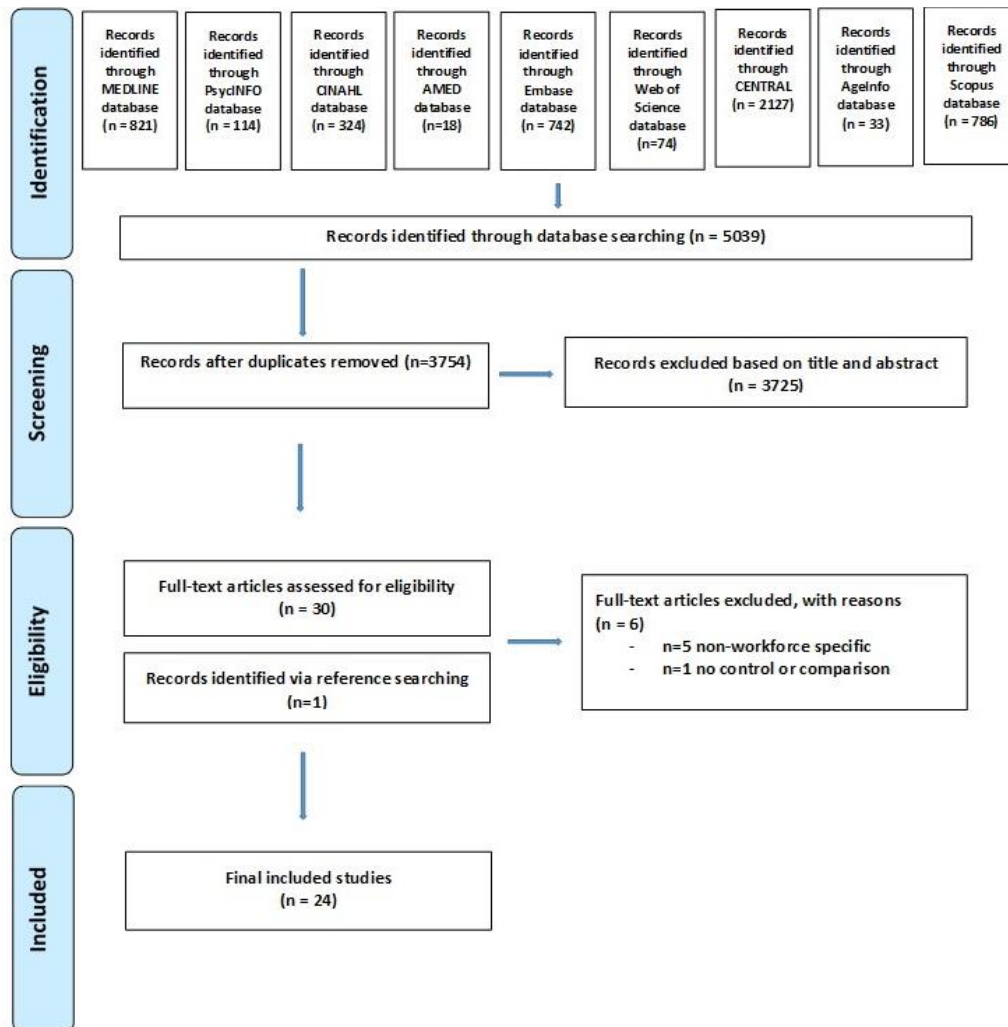 Identification
Records
identified
through
MEDLINE
database
(n = 821)
Records
identified
through
PsycINFO
database
(n = 114)
Records
identified
through
CINAHL
database
(n = 324)
Records
identified
through
AMED
database
(n=18)
Records
identified
through
Embase
database
(n = 742)
Records
identified
through
Web of
Science
database
(n=74)
Records
identified
through
CENTRAL
(n = 2127)
Records
identified
through
AgeInfo
database
(n = 33)
Records
identified
through
Scopus
database
(n = 786)
Records identified through database searching (n = 5039)
Screening
Records after duplicates removed (n=3754)
Records excluded based on title and abstract
(n = 3725)
Eligibility
Full-text articles assessed for eligibility
(n = 30)
Records identified via reference searching
(n=1)
Full-text articles excluded, with reasons
(n = 6)
- n=5 non-workforce specific
- n=1 no control or comparison
Included
Final included studies
(n = 24)